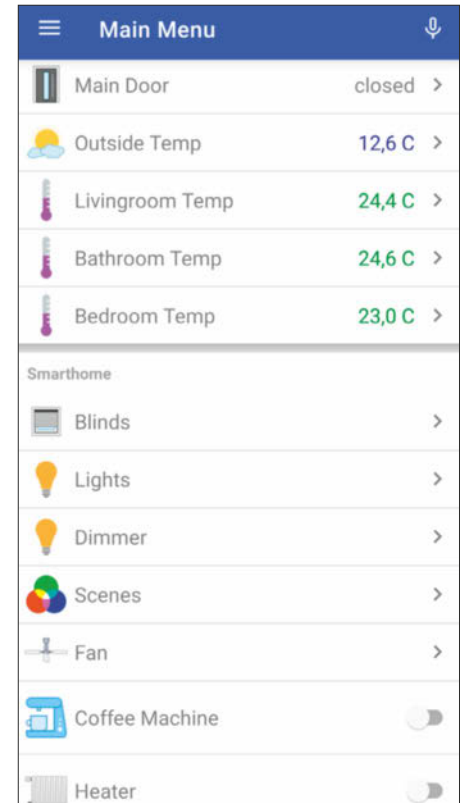 Main Menu
Main Door closed
Outside Temp 12,6 C
Livingroom Temp 24,4 C
Bathroom Temp 24,6 C
Bedroom Temp 23,0 C
Smarthome
Blinds
Lights
Dimmer
Scenes
Fan
Coffee Machine
Heater